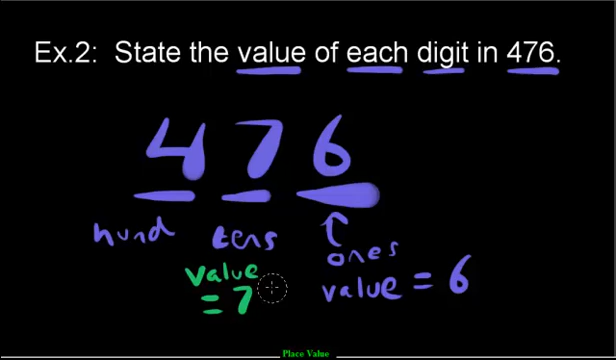 Ex.2: State the value of each digit in 476.
476
hund tens ones
value = 7
value = 6
Place Value